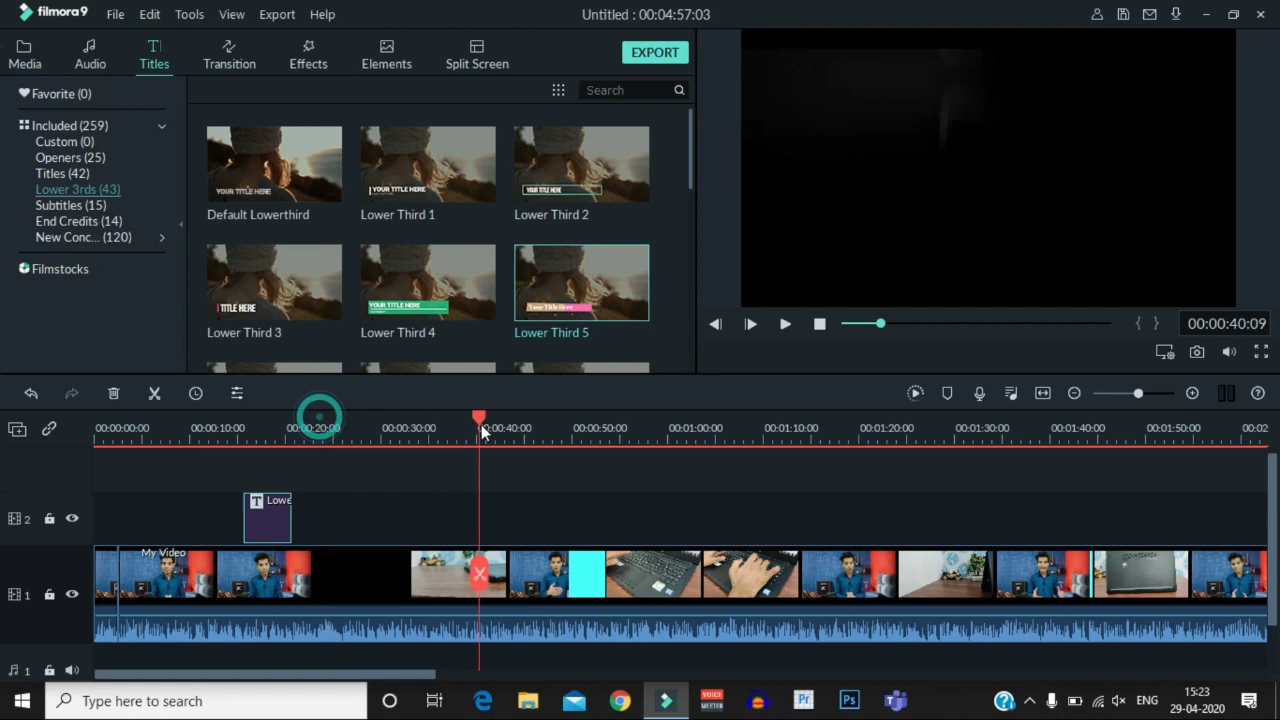 filmora9 File Edit Tools View Export Help Untitled : 00:04:57:03
Media Audio Titles Transition Effects Elements Split Screen EXPORT
Favorite (0)
Search
Included (259)
Custom (0)
Openers (25)
Titles (42)
Lower 3rds (43)
Subtitles (15)
End Credits (14)
New Conc... (120)
Filmstocks
YOUR TITLE HERE
YOUR TITLE HERE
YOUR TITLE HERE
Default Lowerthird Lower Third 1 Lower Third 2
TITLE HERE
YOUR TITLE HERE
Your Title Here
Lower Third 3 Lower Third 4 Lower Third 5
00:00:40:09
00:00:00:00 00:00:10:00 00:00:20:00 00:00:30:00 00:00:40:00 00:00:50:00 00:01:00:00 00:01:10:00 00:01:20:00 00:01:30:00 00:01:40:00 00:01:50:00 00:02
2
T Lowe
My Video
1
1
Type here to search
VOICE
MEETER
Pr
Ps
ENG
15:23
29-04-2020